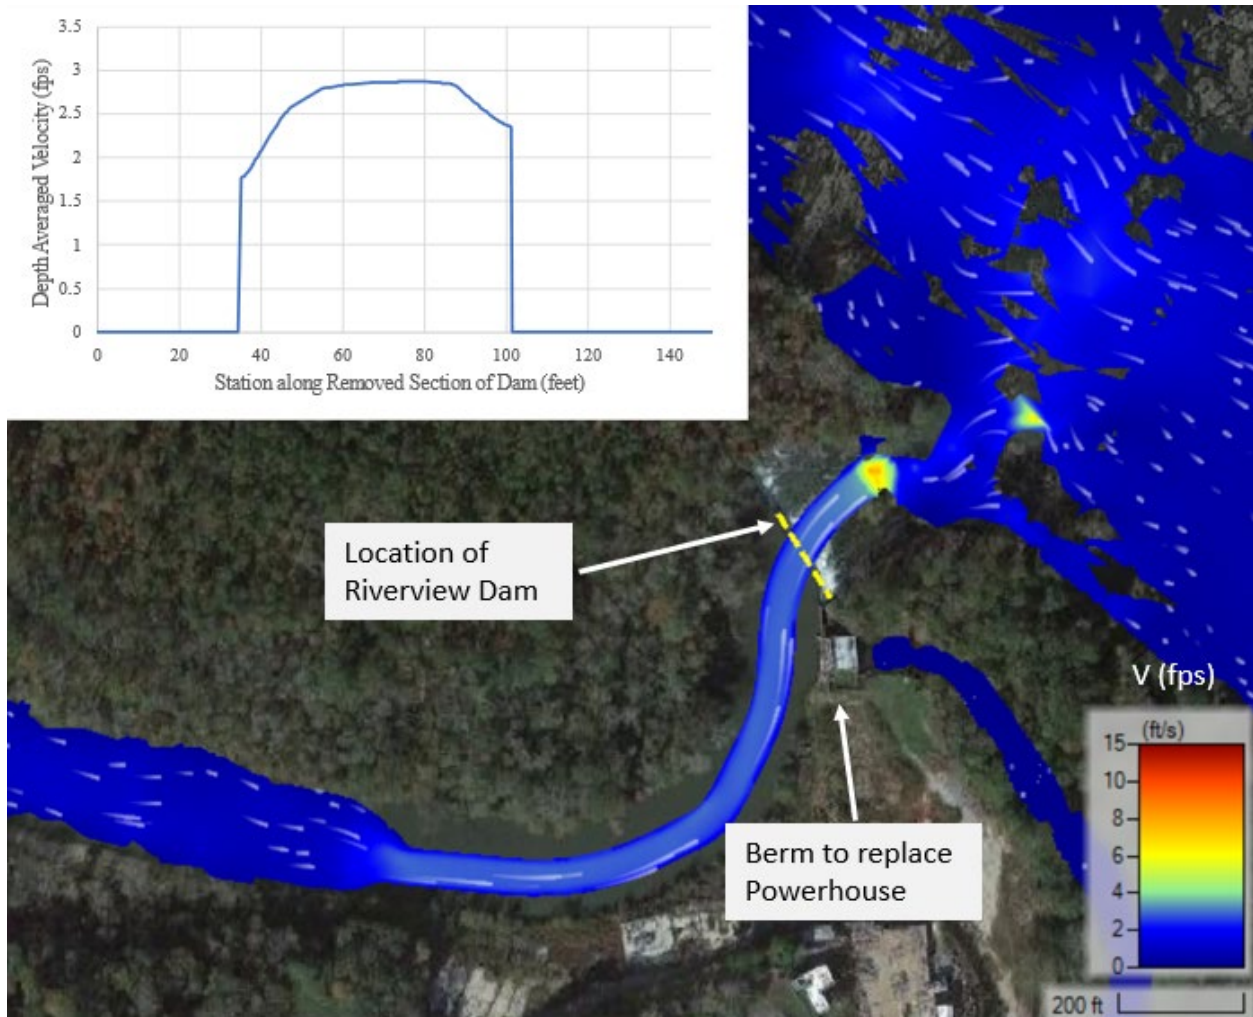 3.5
3
2.5
2
1.5
1
0.5
0
Depth Averaged Velocity (fps)
0 20 40 60 80 100 120 140
Station along Removed Section of Dam (feet)
Location of
Riverview Dam
Berm to replace
Powerhouse
V (fps)
(ft/s)
15
10
8
6
4
2
0
200 ft